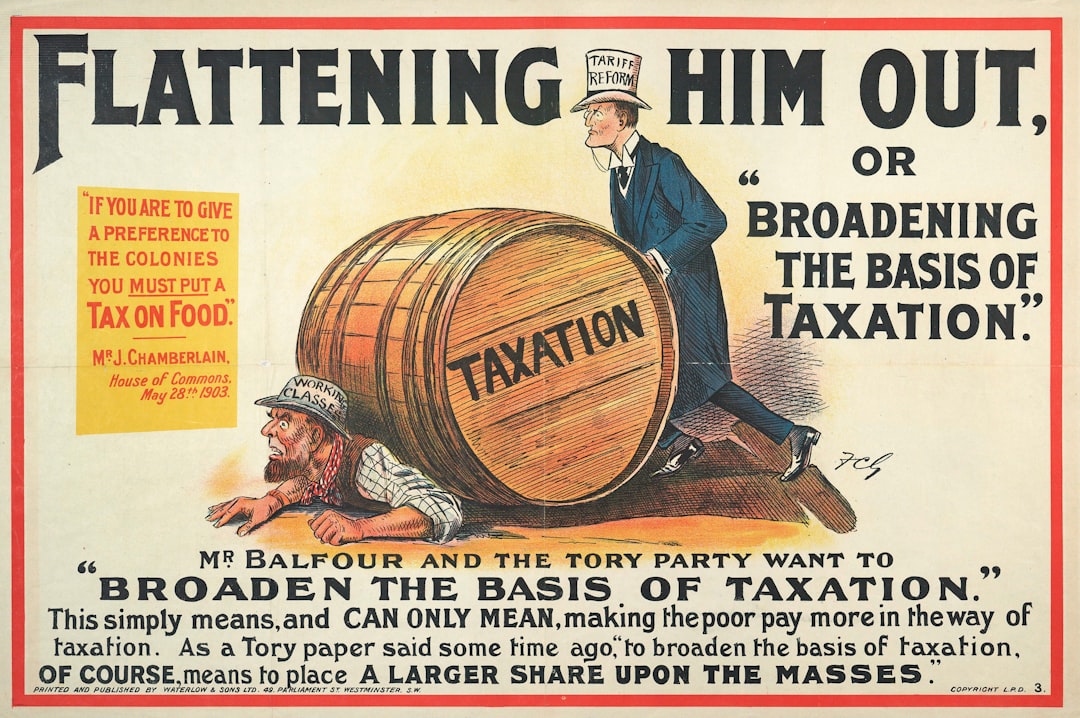 FLATTENING HIM OUT,
OR
"BROADENING
THE BASIS OF
TAXATION."
TARIFF
REFORM
"IF YOU ARE TO GIVE
A PREFERENCE TO
THE COLONIES
YOU MUST PUT A
TAX ON FOOD."
MR J. CHAMBERLAIN,
House of Commons.
May 28th 1903.
TAXATION
WORKING
CLASSES
FCG
MR BALFOUR AND THE TORY PARTY WANT TO
"BROADEN THE BASIS OF TAXATION."
This simply means, and CAN ONLY MEAN, making the poor pay more in the way of
taxation. As a Tory paper said some time ago, "to broaden the basis of taxation,
OF COURSE, means to place A LARGER SHARE UPON THE MASSES."
PRINTED AND PUBLISHED BY WATERLOW & SONS LTD. 49. PARLIAMENT ST. WESTMINSTER. S.W.
COPYRIGHT L.P.D. 3.